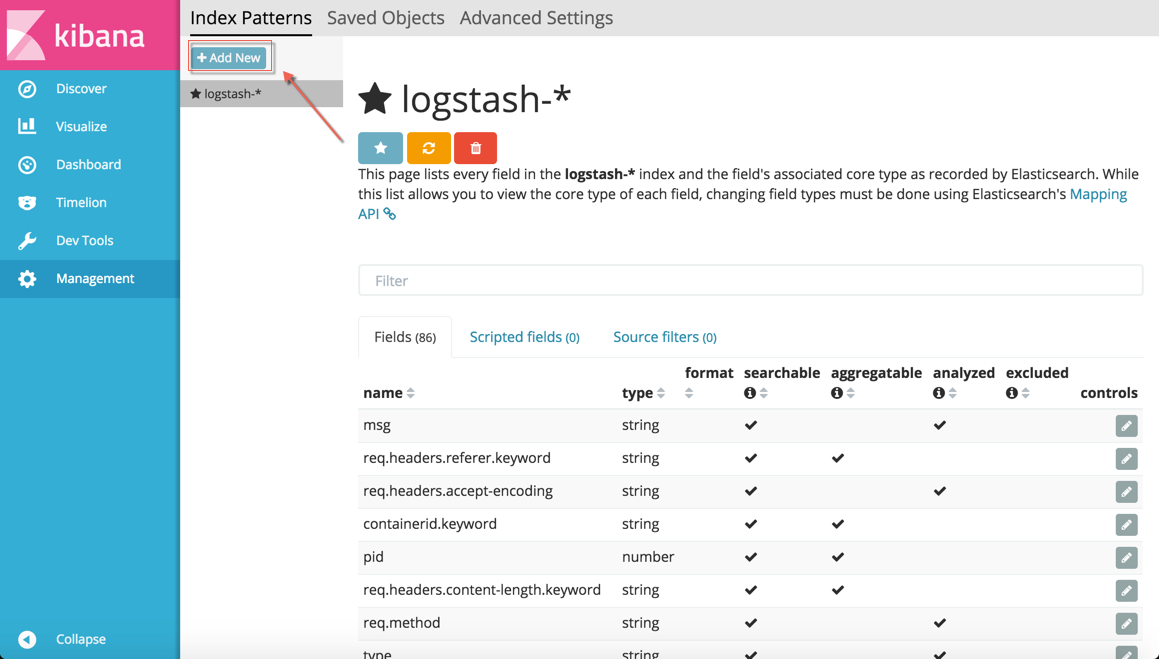 kibana
Discover
Visualize
Dashboard
Timelion
Dev Tools
Management
Collapse
Index Patterns Saved Objects Advanced Settings
+ Add New
logstash-*
logstash-*
This page lists every field in the logstash-* index and the field's associated core type as recorded by Elasticsearch. While
this list allows you to view the core type of each field, changing field types must be done using Elasticsearch's Mapping
API
Filter
Fields (86) Scripted fields (0) Source filters (0)
name type format searchable aggregatable analyzed excluded controls
msg string
req.headers.referer.keyword string
req.headers.accept-encoding string
containerid.keyword string
pid number
req.headers.content-length.keyword string
req.method string
type string